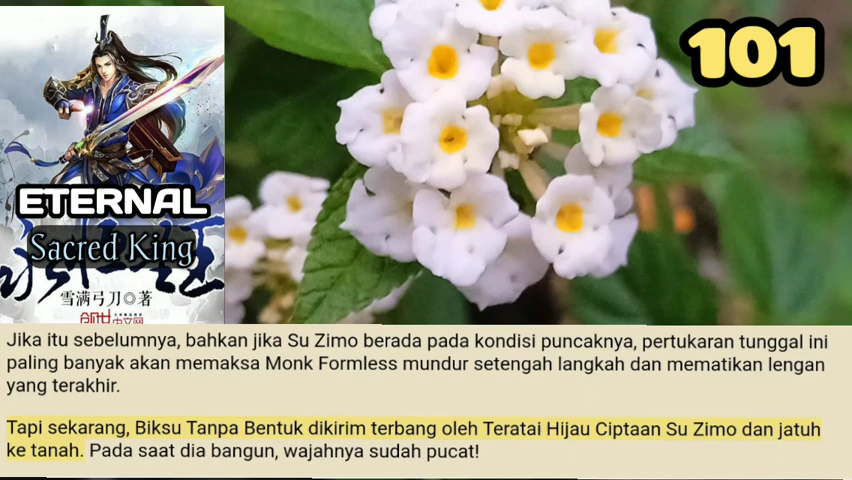 101
ETERNAL
Sacred King
雪满弓刀◎著
Jika itu sebelumnya, bahkan jika Su Zimo berada pada kondisi puncaknya, pertukaran tunggal ini
paling banyak akan memaksa Monk Formless mundur setengah langkah dan mematikan lengan
yang terakhir.
Tapi sekarang, Biksu Tanpa Bentuk dikirim terbang oleh Teratai Hijau Ciptaan Su Zimo dan jatuh
ke tanah. Pada saat dia bangun, wajahnya sudah pucat!